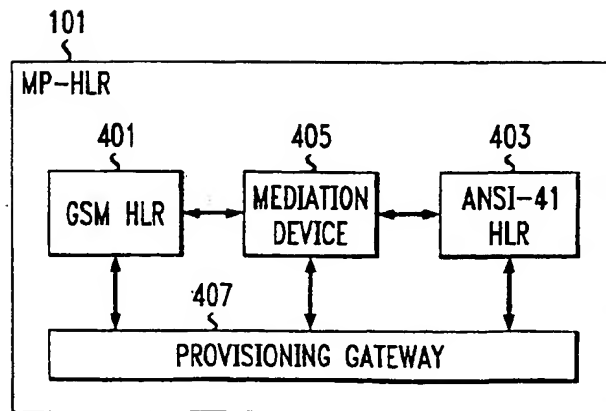 101
MP-HLR
401
405
403
GSM HLR
MEDIATION
DEVICE
ANSI-41
HLR
407
PROVISIONING GATEWAY